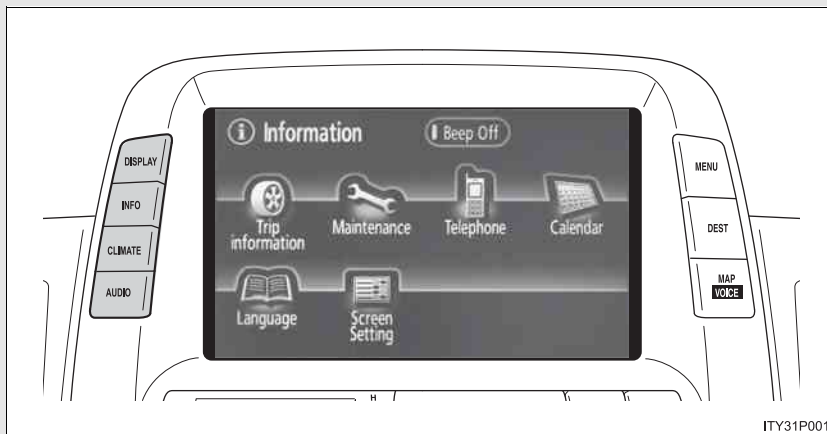 DISPLAY
INFO
CLIMATE
AUDIO
Information
Beep Off
Trip
information
Maintenance
Telephone
Calendar
Language
Screen
Setting
MENU
DEST
MAP
VOICE
H
ITY31P001